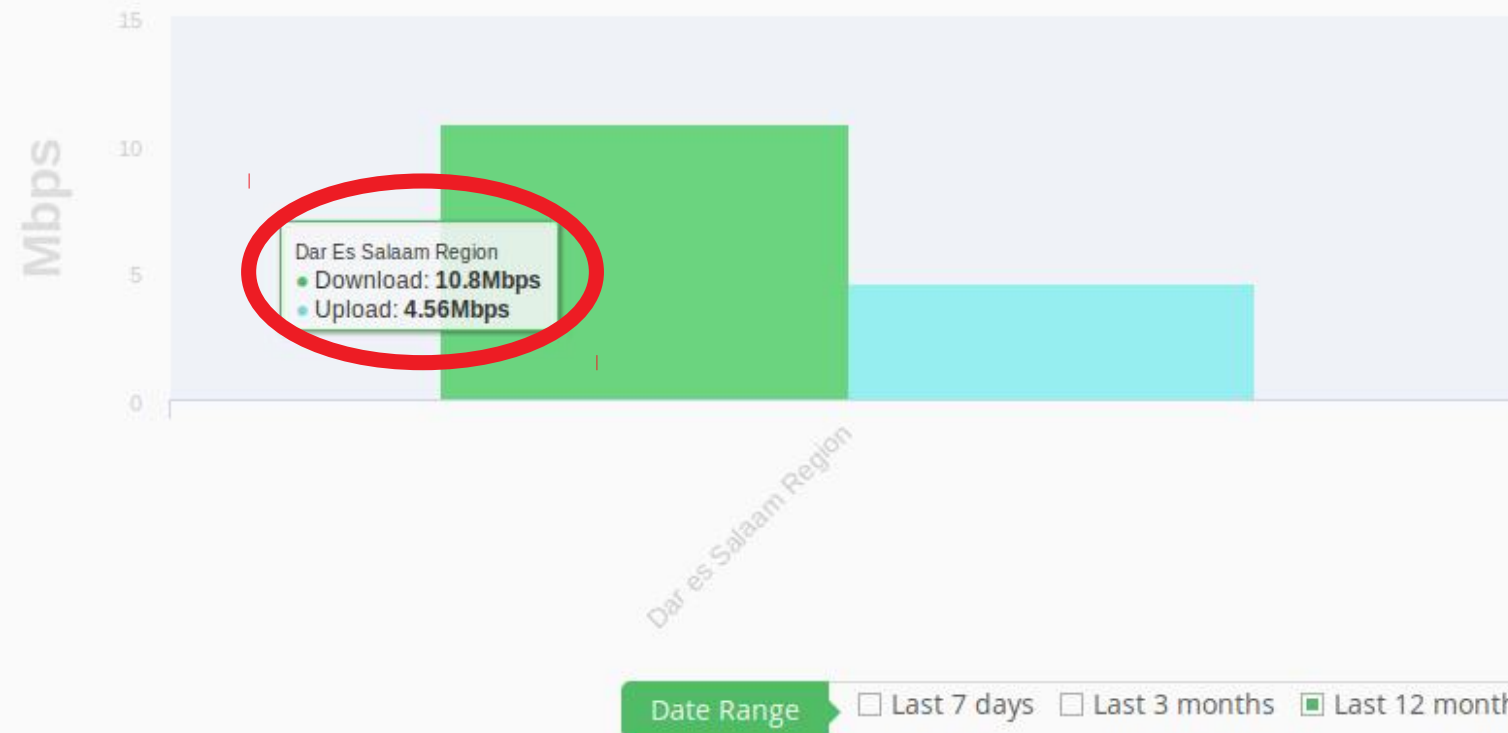 15
10
5
0
Mbps
Dar Es Salaam Region
Download: 10.8Mbps
Upload: 4.56Mbps
Dar es Salaam Region
Date Range
Last 7 days Last 3 months Last 12 month